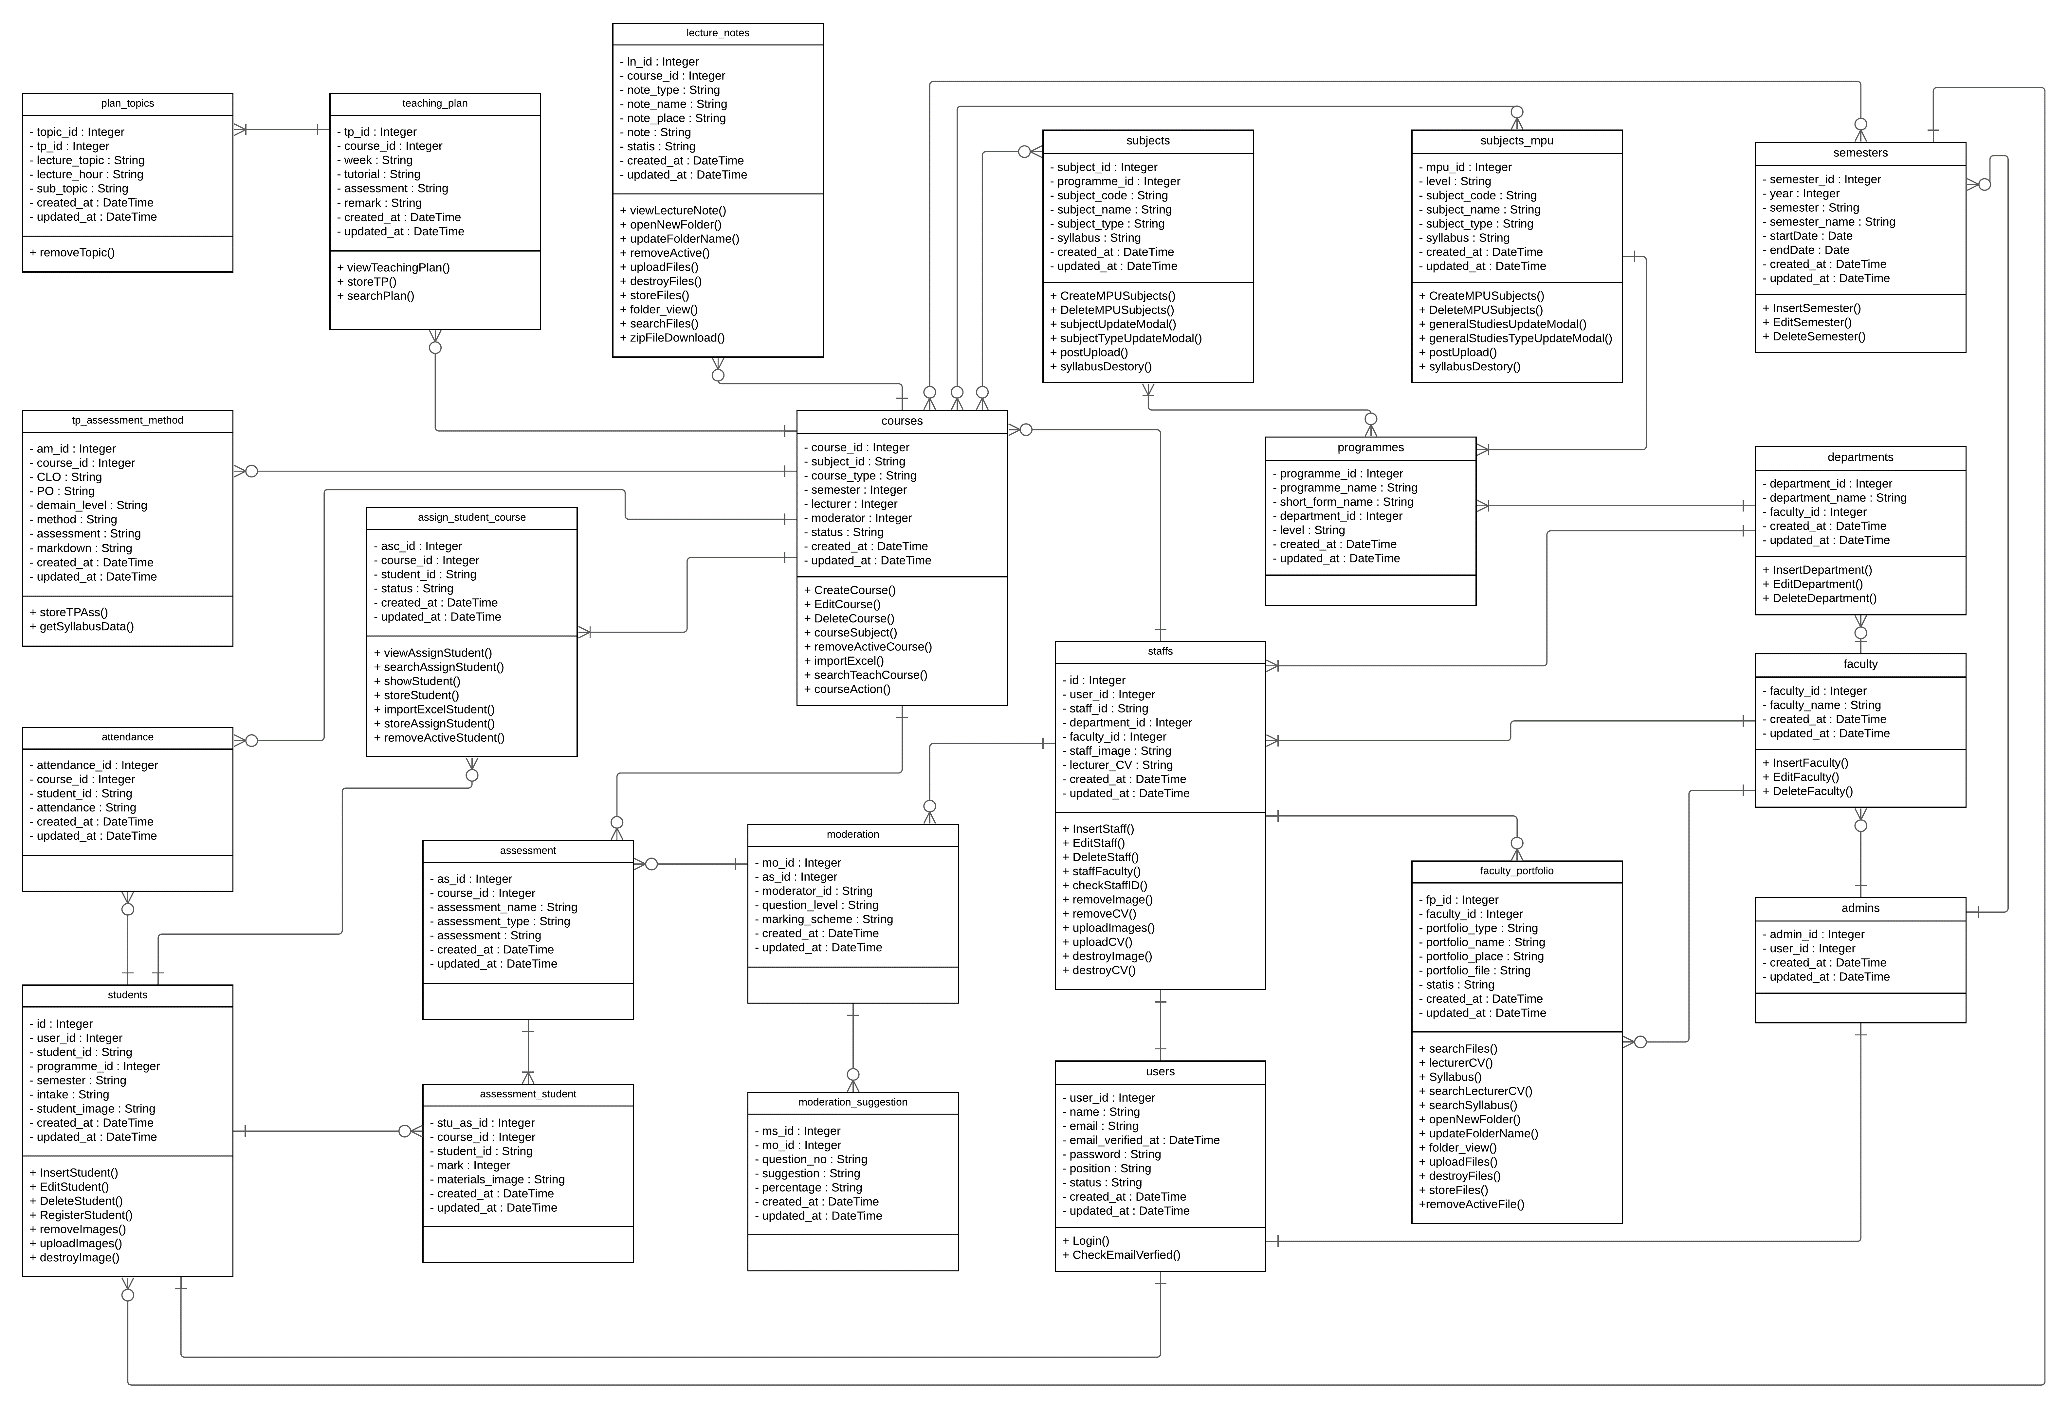 lecture_notes
- ln_id : Integer
- course_id : Integer
- note_type : String
- note_name : String
- note_place : String
- note : String
- statis : String
- created_at : DateTime
- updated_at : DateTime
+ viewLectureNote()
+ openNewFolder()
+ updateFolderName()
+ removeActive()
+ uploadFiles()
+ destroyFiles()
+ storeFiles()
+ folder_view()
+ searchFiles()
+ zipFileDownload()
plan_topics
- topic_id : Integer
- tp_id : Integer
- lecture_topic : String
- lecture_hour : String
- sub_topic : String
- created_at : DateTime
- updated_at : DateTime
+ removeTopic()
teaching_plan
- tp_id : Integer
- course_id : Integer
- week : String
- tutorial : String
- assessment : String
- remark : String
- created_at : DateTime
- updated_at : DateTime
+ viewTeachingPlan()
+ storeTP()
+ searchPlan()
subjects
- subject_id : Integer
- programme_id : Integer
- subject_code : String
- subject_name : String
- subject_type : String
- syllabus : String
- created_at : DateTime
- updated_at : DateTime
+ CreateMPUSubjects()
+ DeleteMPUSubjects()
+ subjectUpdateModal()
+ subjectTypeUpdateModal()
+ postUpload()
+ syllabusDestory()
subjects_mpu
- mpu_id : Integer
- level : String
- subject_code : String
- subject_name : String
- subject_type : String
- syllabus : String
- created_at : DateTime
- updated_at : DateTime
+ CreateMPUSubjects()
+ DeleteMPUSubjects()
+ generalStudiesUpdateModal()
+ generalStudiesTypeUpdateModal()
+ postUpload()
+ syllabusDestory()
semesters
- semester_id : Integer
- year : Integer
- semester : String
- semester_name : String
- startDate : Date
- endDate : Date
- created_at : DateTime
- updated_at : DateTime
+ InsertSemester()
+ EditSemester()
+ DeleteSemester()
tp_assessment_method
- am_id : Integer
- course_id : Integer
- CLO : String
- PO : String
- demain_level : String
- method : String
- assessment : String
- markdown : String
- created_at : DateTime
- updated_at : DateTime
+ storeTPAss()
+ getSyllabusData()
courses
- course_id : Integer
- subject_id : String
- course_type : String
- semester : Integer
- lecturer : Integer
- moderator : Integer
- status : String
- created_at : DateTime
- updated_at : DateTime
+ CreateCourse()
+ EditCourse()
+ DeleteCourse()
+ courseSubject()
+ removeActiveCourse()
+ importExcel()
+ searchTeachCourse()
+ courseAction()
programmes
- programme_id : Integer
- programme_name : String
- short_form_name : String
- department_id : Integer
- level : String
- created_at : DateTime
- updated_at : DateTime
departments
- department_id : Integer
- department_name : String
- faculty_id : Integer
- created_at : DateTime
- updated_at : DateTime
+ InsertDepartment()
+ EditDepartment()
+ DeleteDepartment()
assign_student_course
- asc_id : Integer
- course_id : Integer
- student_id : String
- status : String
- created_at : DateTime
- updated_at : DateTime
+ viewAssignStudent()
+ searchAssignStudent()
+ showStudent()
+ storeStudent()
+ importExcelStudent()
+ storeAssignStudent()
+ removeActiveStudent()
staffs
- id : Integer
- user_id : Integer
- staff_id : String
- department_id : Integer
- faculty_id : Integer
- staff_image : String
- lecturer_CV : String
- created_at : DateTime
- updated_at : DateTime
+ InsertStaff()
+ EditStaff()
+ DeleteStaff()
+ staffFaculty()
+ checkStaffID()
+ removeImage()
+ removeCV()
+ uploadImages()
+ uploadCV()
+ destroyImage()
+ destroyCV()
faculty
- faculty_id : Integer
- faculty_name : String
- created_at : DateTime
- updated_at : DateTime
+ InsertFaculty()
+ EditFaculty()
+ DeleteFaculty()
attendance
- attendance_id : Integer
- course_id : Integer
- student_id : String
- attendance : String
- created_at : DateTime
- updated_at : DateTime
assessment
- as_id : Integer
- course_id : Integer
- assessment_name : String
- assessment_type : String
- assessment : String
- created_at : DateTime
- updated_at : DateTime
moderation
- mo_id : Integer
- as_id : Integer
- moderator_id : String
- question_level : String
- marking_scheme : String
- created_at : DateTime
- updated_at : DateTime
faculty_portfolio
- fp_id : Integer
- faculty_id : Integer
- portfolio_type : String
- portfolio_name : String
- portfolio_place : String
- portfolio_file : String
- statis : String
- created_at : DateTime
- updated_at : DateTime
+ searchFiles()
+ lecturerCV()
+ Syllabus()
+ searchLecturerCV()
+ searchSyllabus()
+ openNewFolder()
+ updateFolderName()
+ folder_view()
+ uploadFiles()
+ destroyFiles()
+ storeFiles()
+removeActiveFile()
admins
- admin_id : Integer
- user_id : Integer
- created_at : DateTime
- updated_at : DateTime
students
- id : Integer
- user_id : Integer
- student_id : String
- programme_id : Integer
- semester : String
- intake : String
- student_image : String
- created_at : DateTime
- updated_at : DateTime
+ InsertStudent()
+ EditStudent()
+ DeleteStudent()
+ RegisterStudent()
+ removeImages()
+ uploadImages()
+ destroyImage()
assessment_student
- stu_as_id : Integer
- course_id : Integer
- student_id : String
- mark : Integer
- materials_image : String
- created_at : DateTime
- updated_at : DateTime
moderation_suggestion
- ms_id : Integer
- mo_id : Integer
- question_no : String
- suggestion : String
- percentage : String
- created_at : DateTime
- updated_at : DateTime
users
- user_id : Integer
- name : String
- email : String
- email_verified_at : DateTime
- password : String
- position : String
- status : String
- created_at : DateTime
- updated_at : DateTime
+ Login()
+ CheckEmailVerfied()